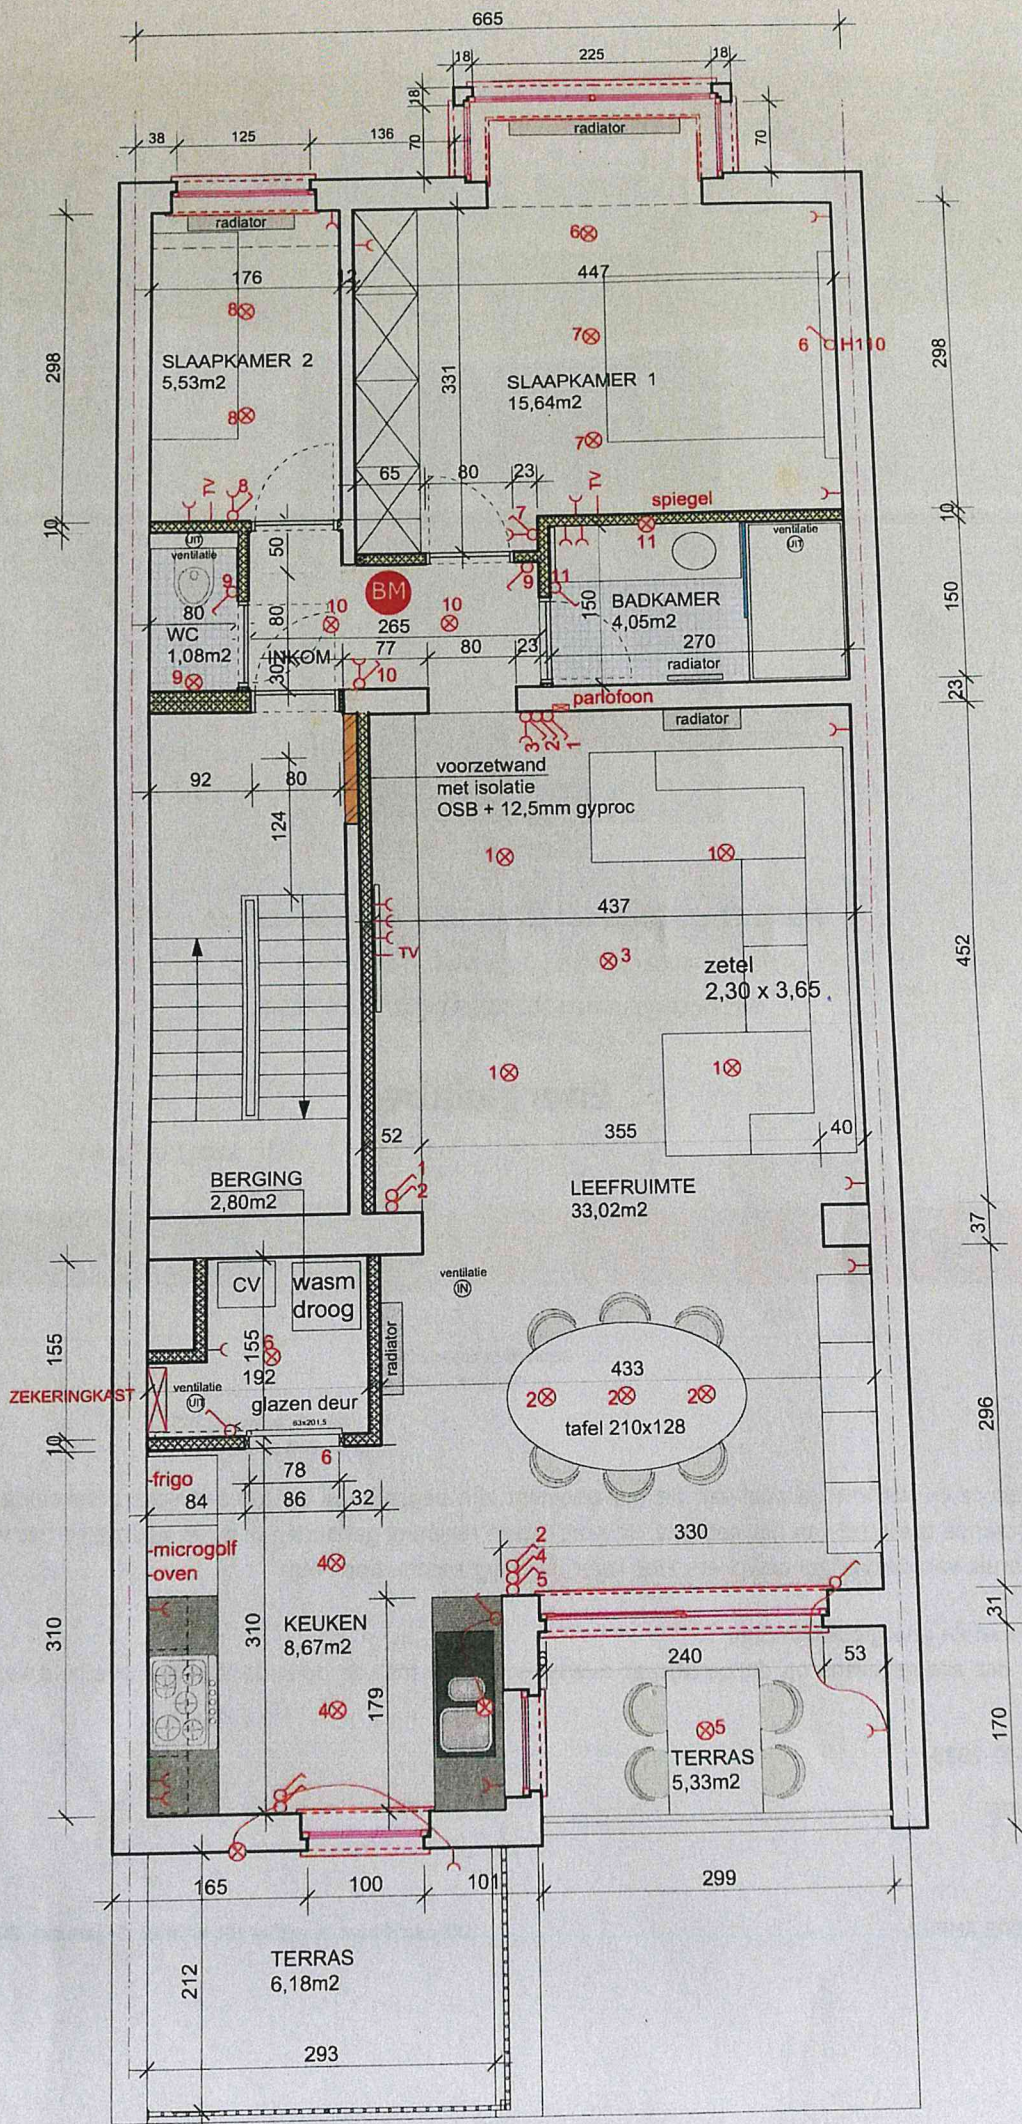 665
18 225 18
18
70
radiator
70
38 125 136
radiator
6
176 12 447
8
7
6 H110
298
SLAAPKAMER 2
5,53m2
331
SLAAPKAMER 1
15,64m2
298
8
7
65 80 23
TV 8
7
TV
spiegel
10
UIT
ventilatie
50
11
ventilatie
UIT
10
9
BM
9
11
80
80
10
10
265
150
BADKAMER
4,05m2
150
WC
1,08m2
INKOM
77 80 23
270
30
radiator
9
10
parlofoon
23
3 2 1
radiator
92 80
voorzetwand
met isolatie
OSB + 12,5mm gyproc
124
1
1
437
TV
3
zetel
2,30 x 3,65
452
1
1
52 355 40
1
2
BERGING
2,80m2
LEEFRUIMTE
33,02m2
37
CV
wasm
droog
ventilatie
IN
155
155
6
192
radiator
433
ZEKERINGKAST
ventilatie
UIT
glazen deur
63x201,5
2 2 2
tafel 210x128
296
10
6
-frigo
78
84 86 32
330
-microgolf
-oven
4
2
4
5
310
310
KEUKEN
8,67m2
31
240 53
179
4
5
TERRAS
5,33m2
170
165 100 101 299
TERRAS
6,18m2
212
293